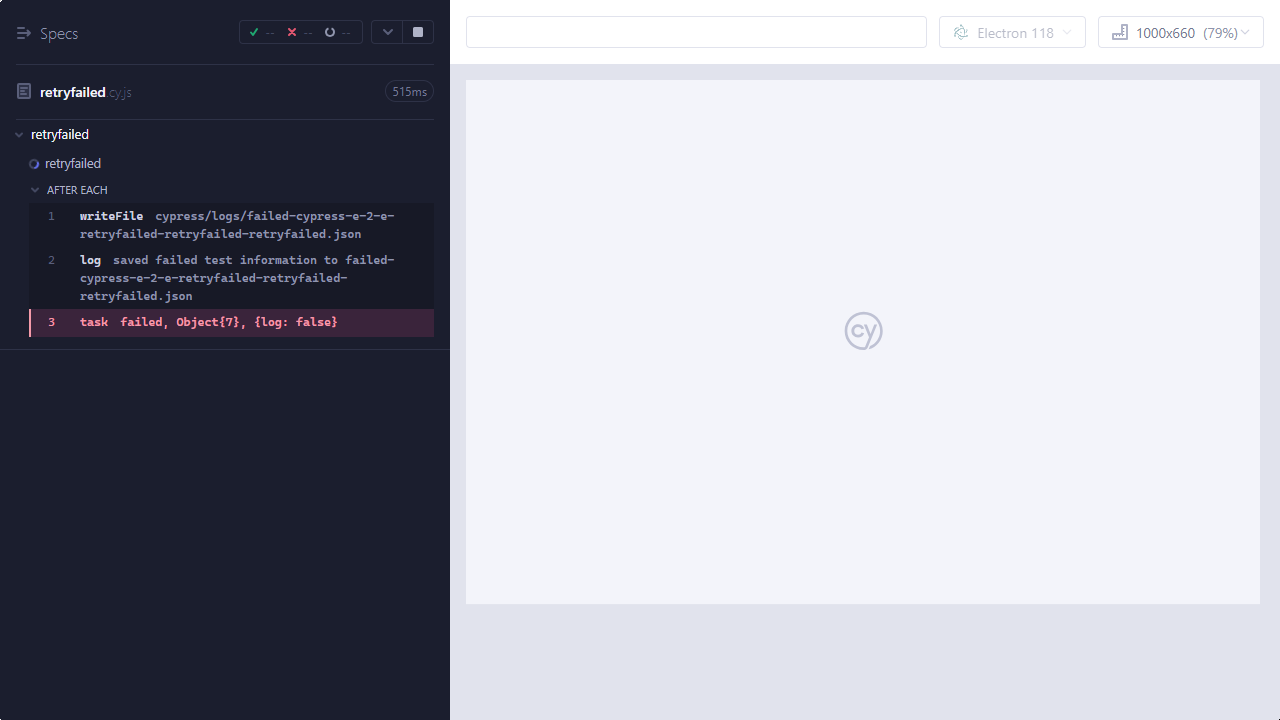 Specs
--
--
--
Electron 118
1000x660 (79%)
retryfailed.cy.js
515ms
retryfailed
retryfailed
AFTER EACH
1 writeFile cypress/logs/failed-cypress-e-2-e-
retryfailed-retryfailed-retryfailed.json
2 log saved failed test information to failed-
cypress-e-2-e-retryfailed-retryfailed-
retryfailed.json
3 task failed, Object{7}, {log: false}
cy